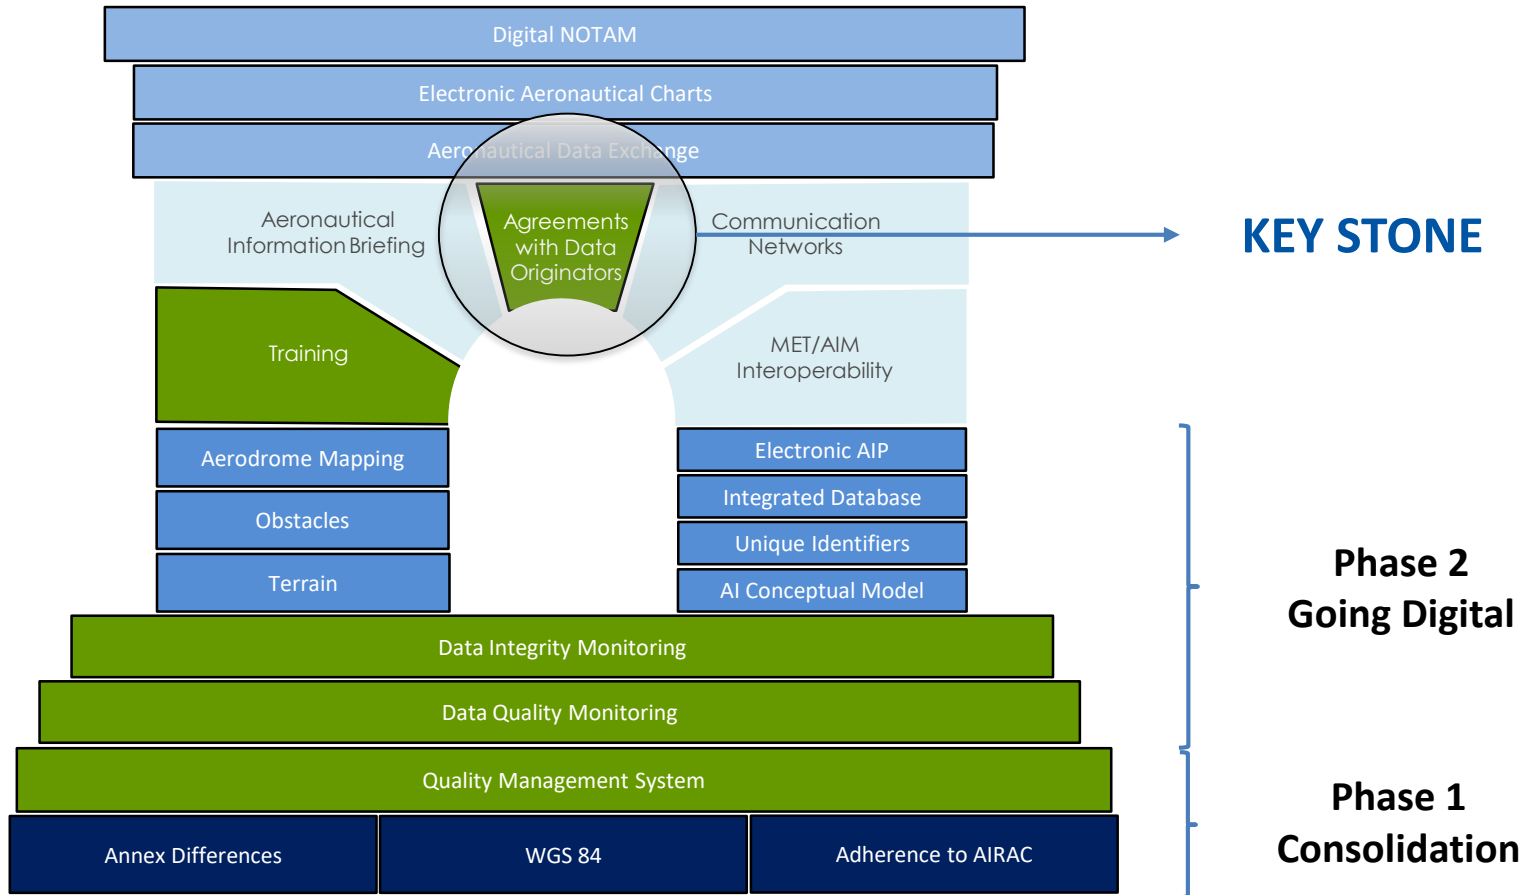 Digital NOTAM
Electronic Aeronautical Charts
Aeronautical Data Exchange
Aeronautical
Information Briefing
Agreements
with Data
Originators
Communication
Networks
KEY STONE
Training
MET/AIM
Interoperability
Aerodrome Mapping
Obstacles
Terrain
Electronic AIP
Integrated Database
Unique Identifiers
AI Conceptual Model
Phase 2
Going Digital
Data Integrity Monitoring
Data Quality Monitoring
Quality Management System
Annex Differences
WGS 84
Adherence to AIRAC
Phase 1
Consolidation